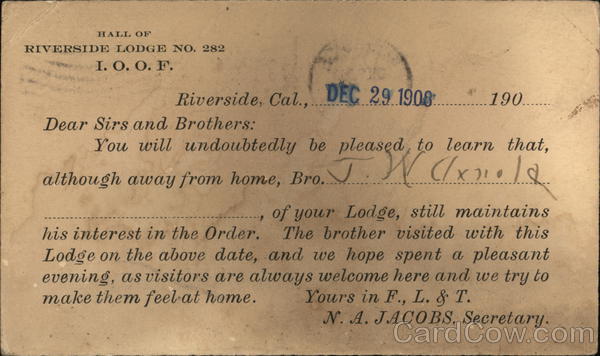 HALL OF
RIVERSIDE LODGE NO. 282
I. O. O. F.
Riverside, Cal., DEC 29 1908 190
Dear Sirs and Brothers:
You will undoubtedly be pleased to learn that,
although away from home, Bro. J. W Arnold
, of your Lodge, still maintains
his interest in the Order. The brother visited with this
Lodge on the above date, and we hope spent a pleasant
evening, as visitors are always welcome here and we try to
make them feel at home. Yours in F., L. & T.
N. A. JACOBS, Secretary.
CardCow.com